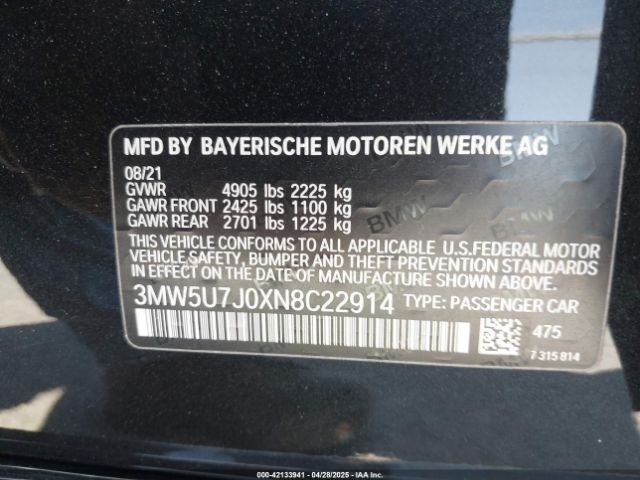 MFD BY BAYERISCHE MOTOREN WERKE AG
08/21
GVWR 4905 lbs 2225 kg
GAWR FRONT 2425 lbs 1100 kg
GAWR REAR 2701 lbs 1225 kg
THIS VEHICLE CONFORMS TO ALL APPLICABLE U.S.FEDERAL MOTOR
VEHICLE SAFETY, BUMPER AND THEFT PREVENTION STANDARDS
IN EFFECT ON THE DATE OF MANUFACTURE SHOWN ABOVE.
3MW5U7J0XN8C22914 TYPE: PASSENGER CAR
475
7 315 814
000-42133941 - 04/28/2025 - IAA Inc.